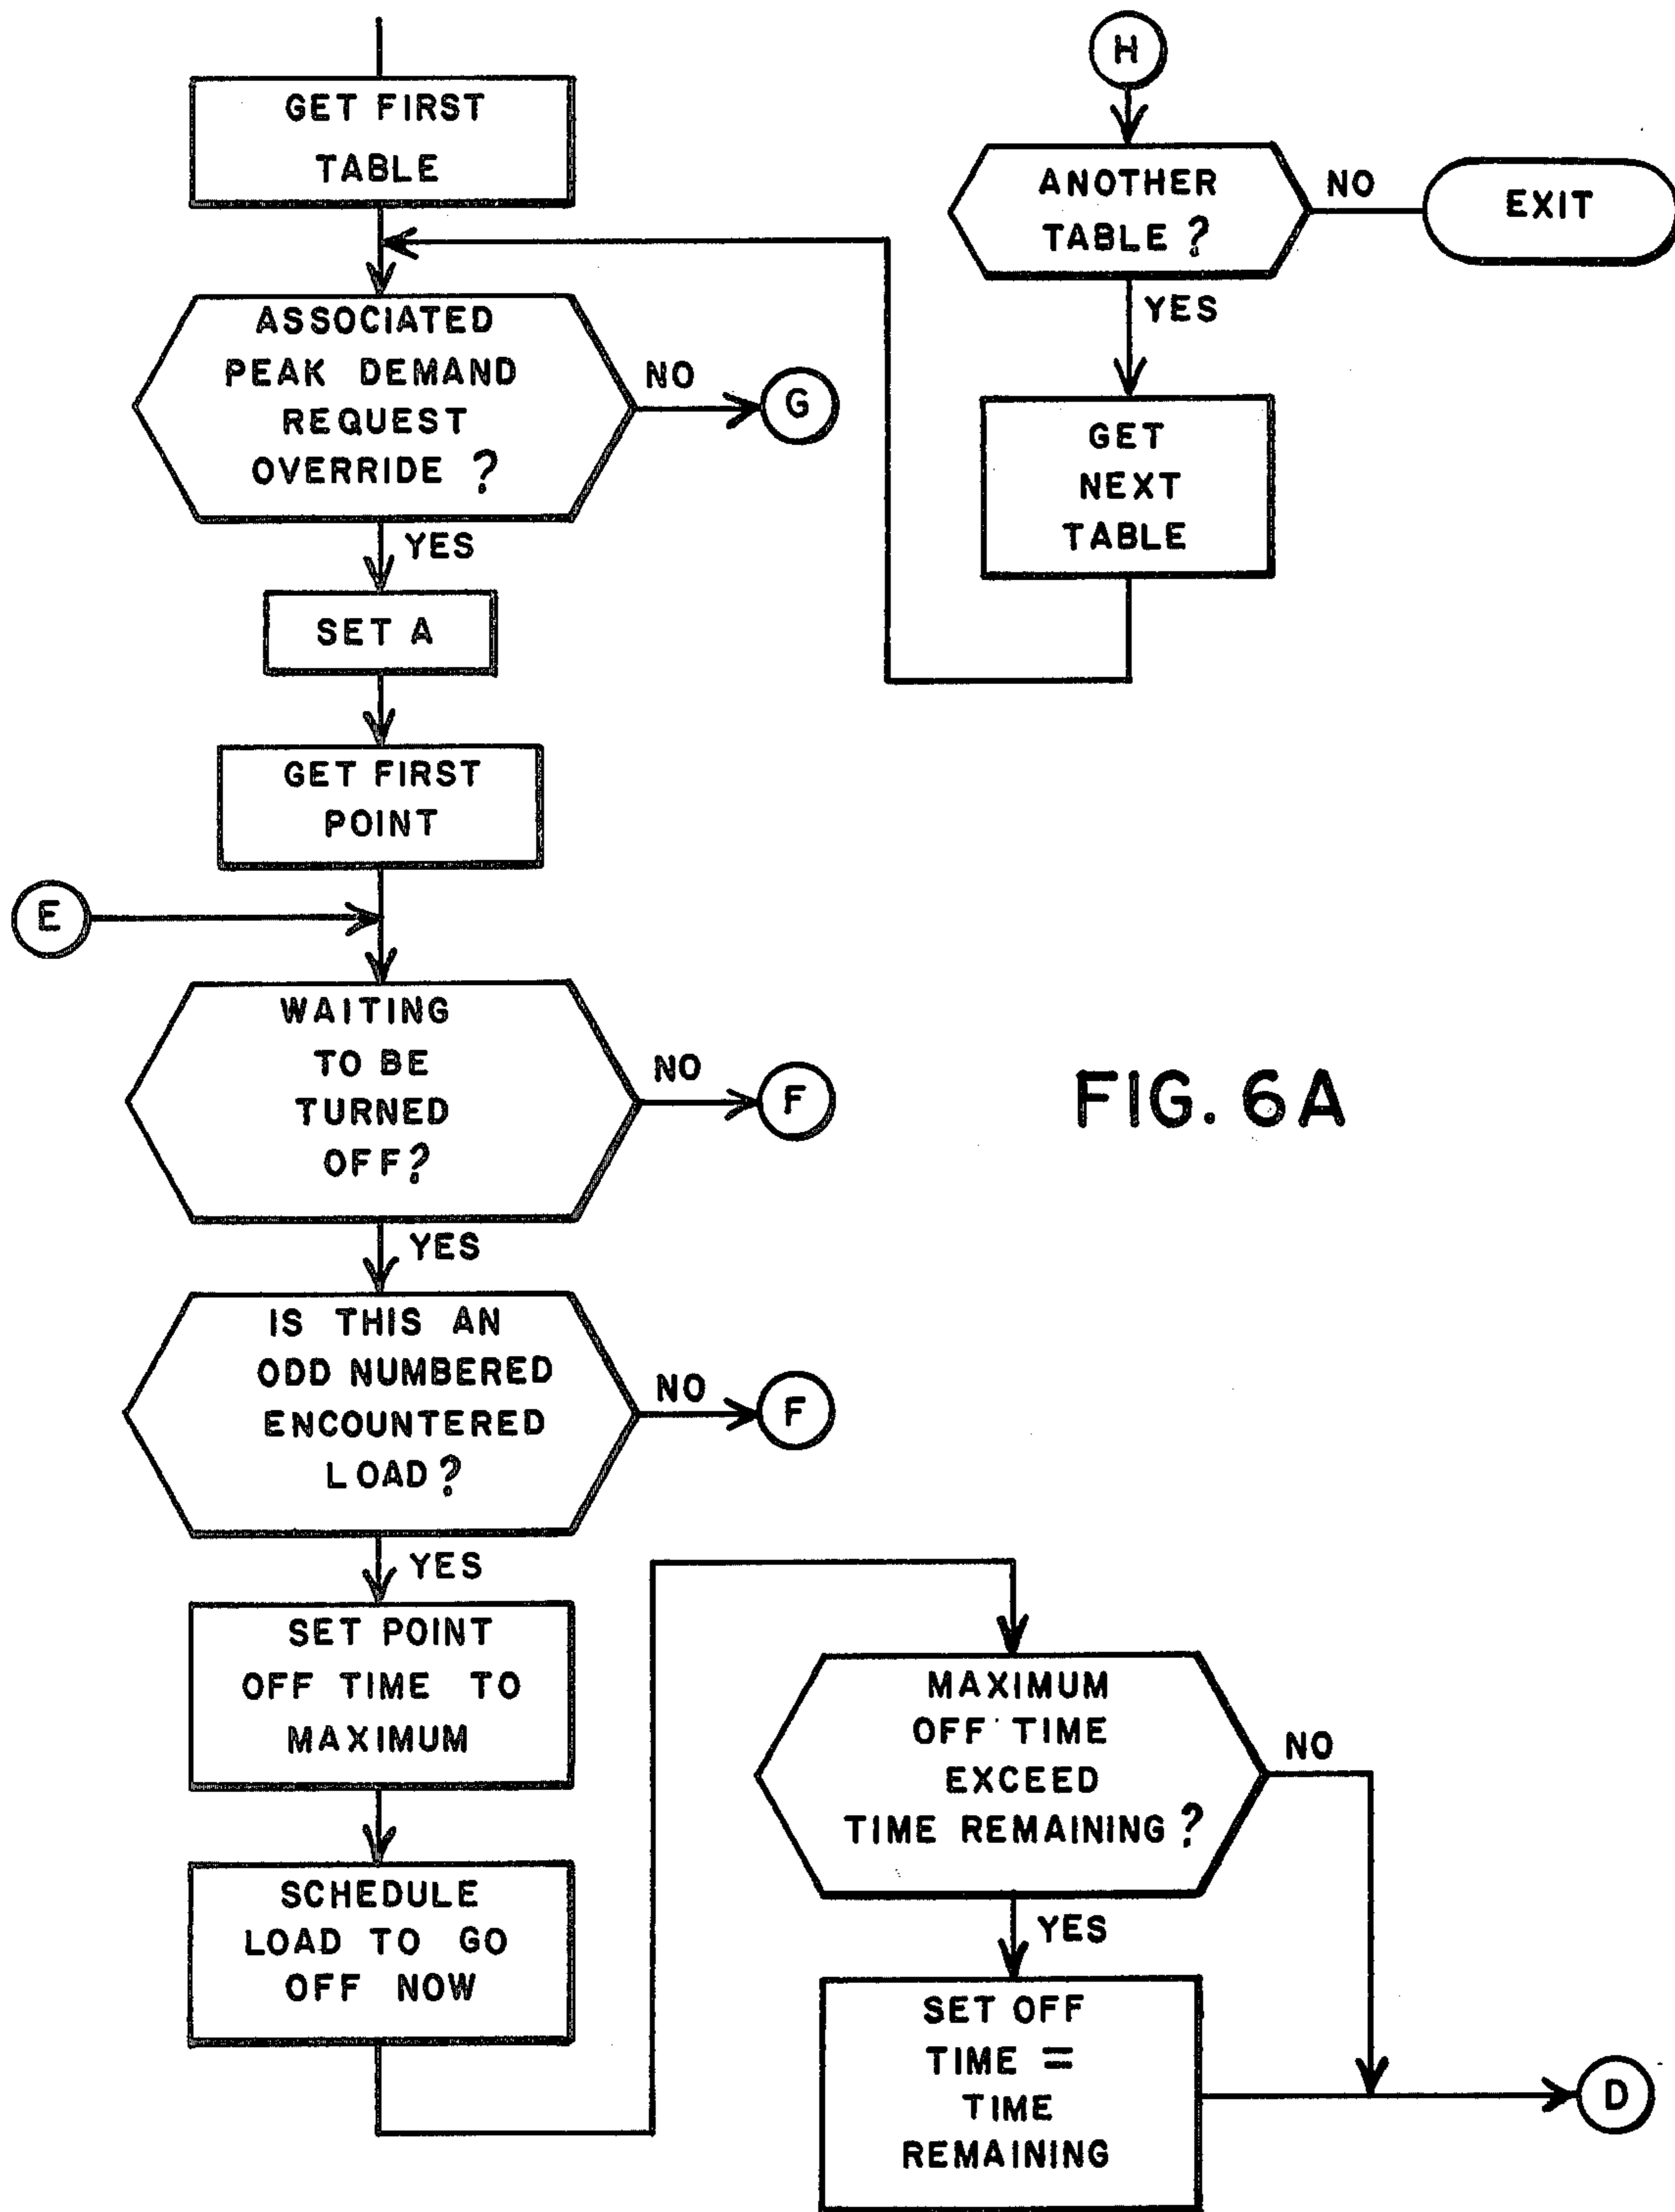 GET FIRST
TABLE
ASSOCIATED
PEAK DEMAND
REQUEST
OVERRIDE ?
NO
G
YES
SET A
GET FIRST
POINT
E
WAITING
TO BE
TURNED
OFF?
NO
F
YES
IS THIS AN
ODD NUMBERED
ENCOUNTERED
LOAD?
NO
F
YES
SET POINT
OFF TIME TO
MAXIMUM
SCHEDULE
LOAD TO GO
OFF NOW
H
ANOTHER
TABLE ?
NO
EXIT
YES
GET
NEXT
TABLE
FIG. 6A
MAXIMUM
OFF TIME
EXCEED
TIME REMAINING ?
NO
YES
SET OFF
TIME =
TIME
REMAINING
D